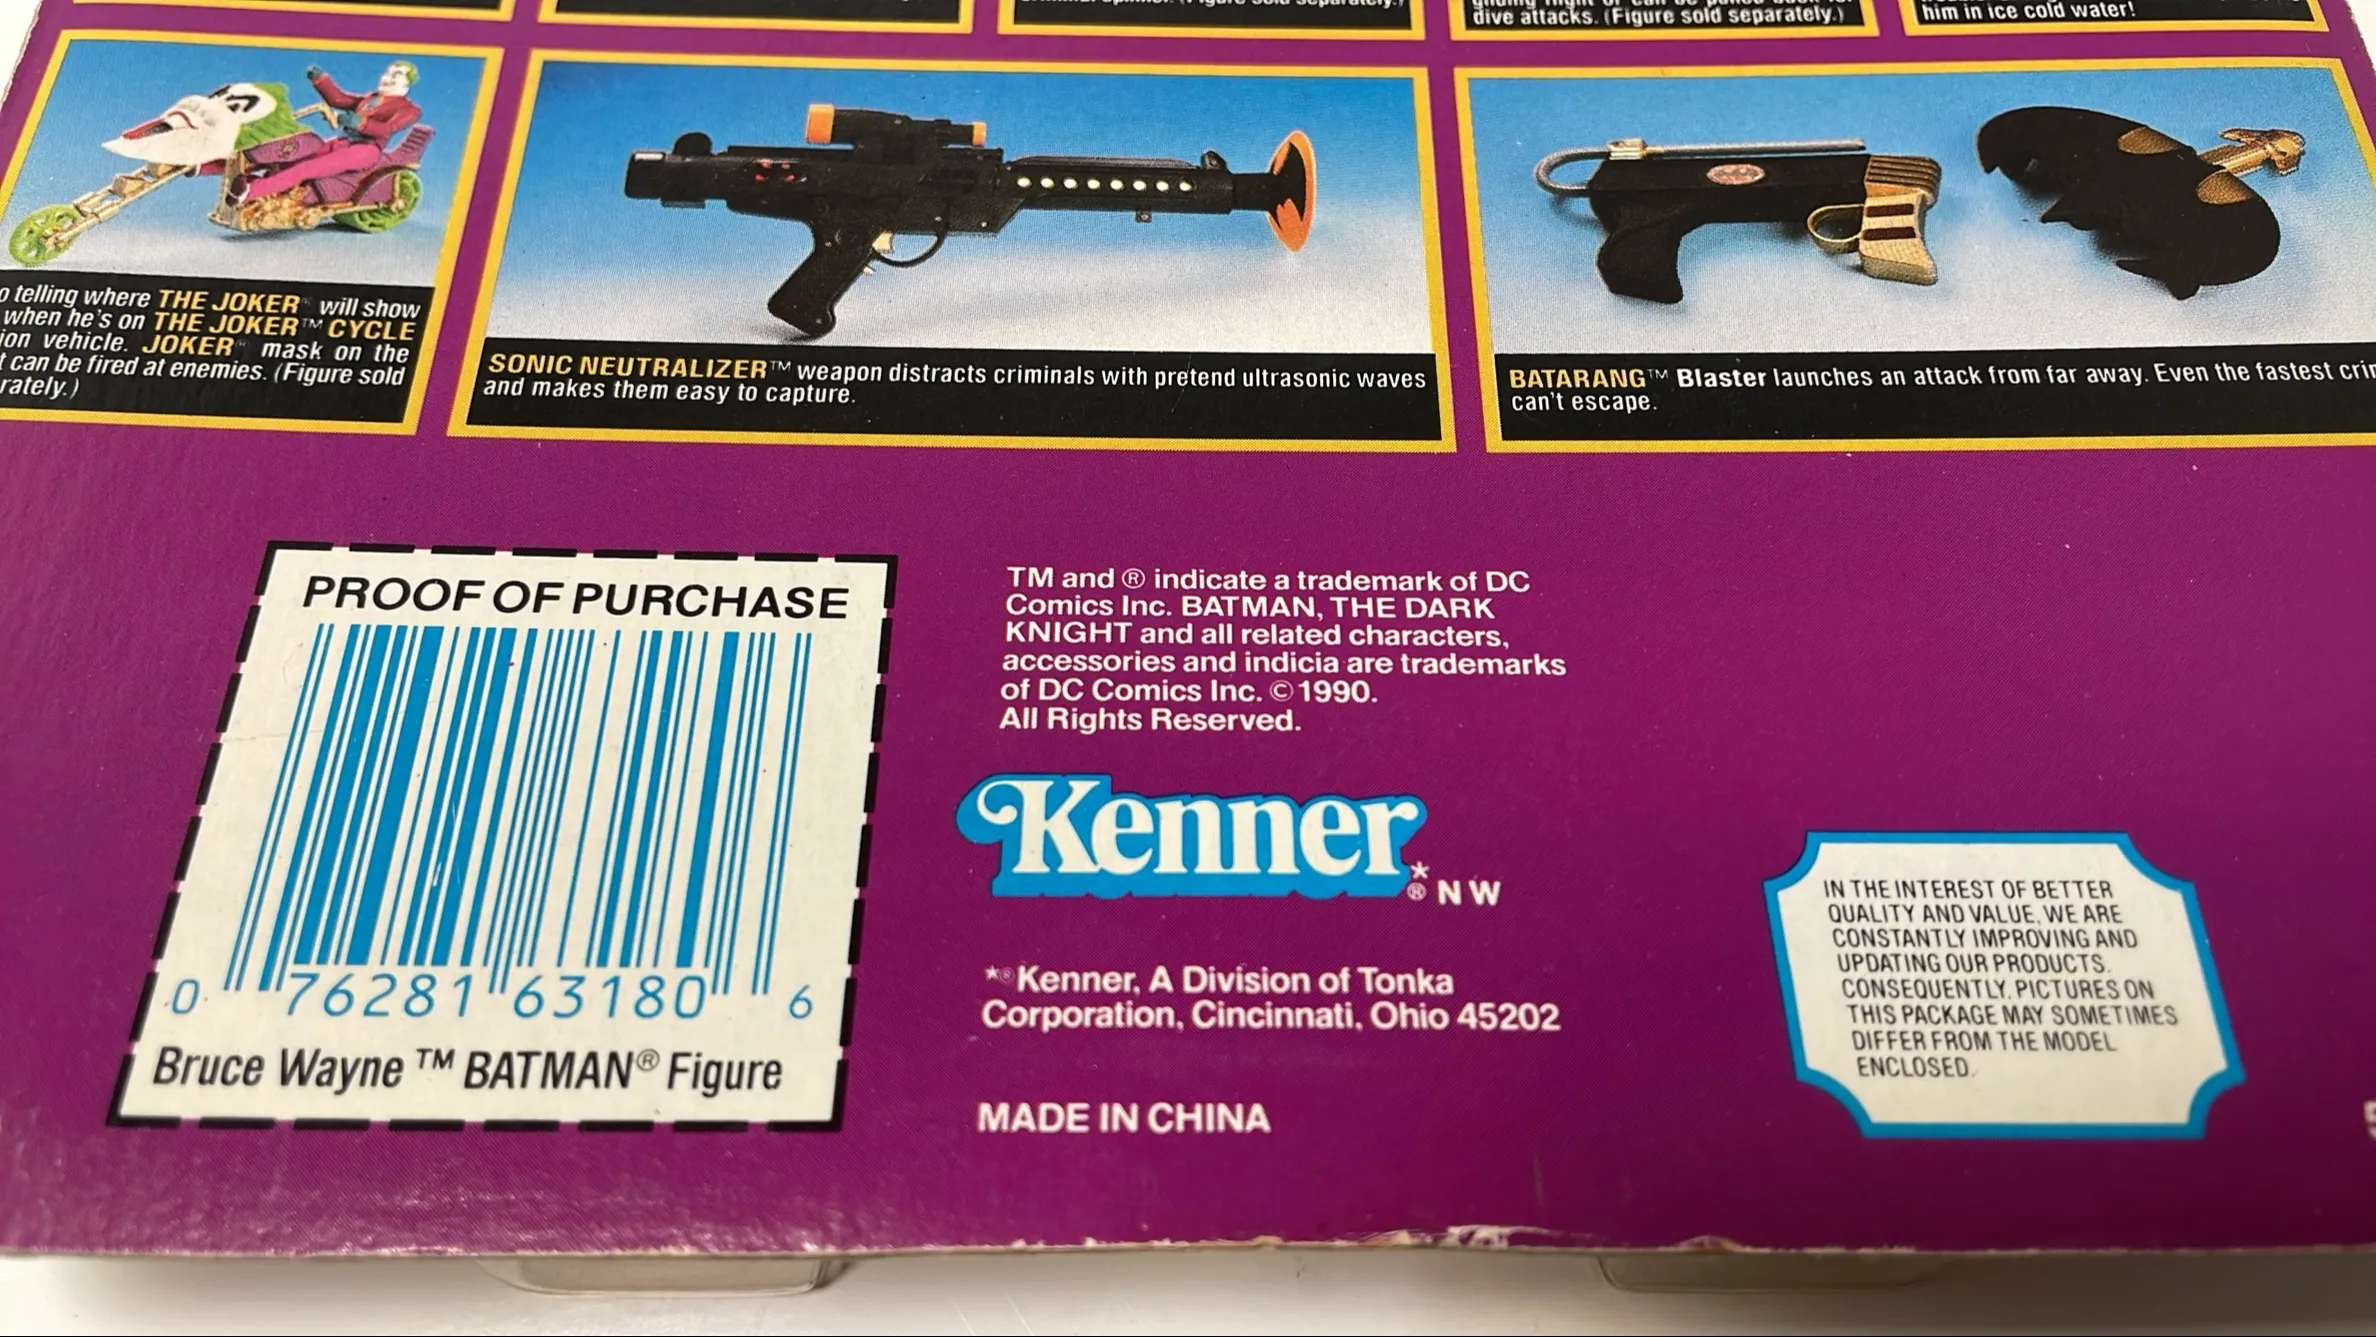 dive attacks. (Figure sold separately.)
him in ice cold water!
telling where THE JOKER™ will show
when he's on THE JOKER™ CYCLE
vehicle. JOKER™ mask on the
can be fired at enemies. (Figure sold
SONIC NEUTRALIZER™ weapon distracts criminals with pretend ultrasonic waves
and makes them easy to capture.
BATARANG™ Blaster launches an attack from far away. Even the fastest
can't escape.
PROOF OF PURCHASE
0 76281 63180 6
Bruce Wayne™ BATMAN® Figure
TM and ® indicate a trademark of DC
Comics Inc. BATMAN, THE DARK
KNIGHT and all related characters,
accessories and indicia are trademarks
of DC Comics Inc. © 1990.
All Rights Reserved.
Kenner
*® N W
*® Kenner, A Division of Tonka
Corporation, Cincinnati, Ohio 45202
MADE IN CHINA
IN THE INTEREST OF BETTER
QUALITY AND VALUE, WE ARE
CONSTANTLY IMPROVING AND
UPDATING OUR PRODUCTS.
CONSEQUENTLY, PICTURES ON
THIS PACKAGE MAY SOMETIMES
DIFFER FROM THE MODEL
ENCLOSED.